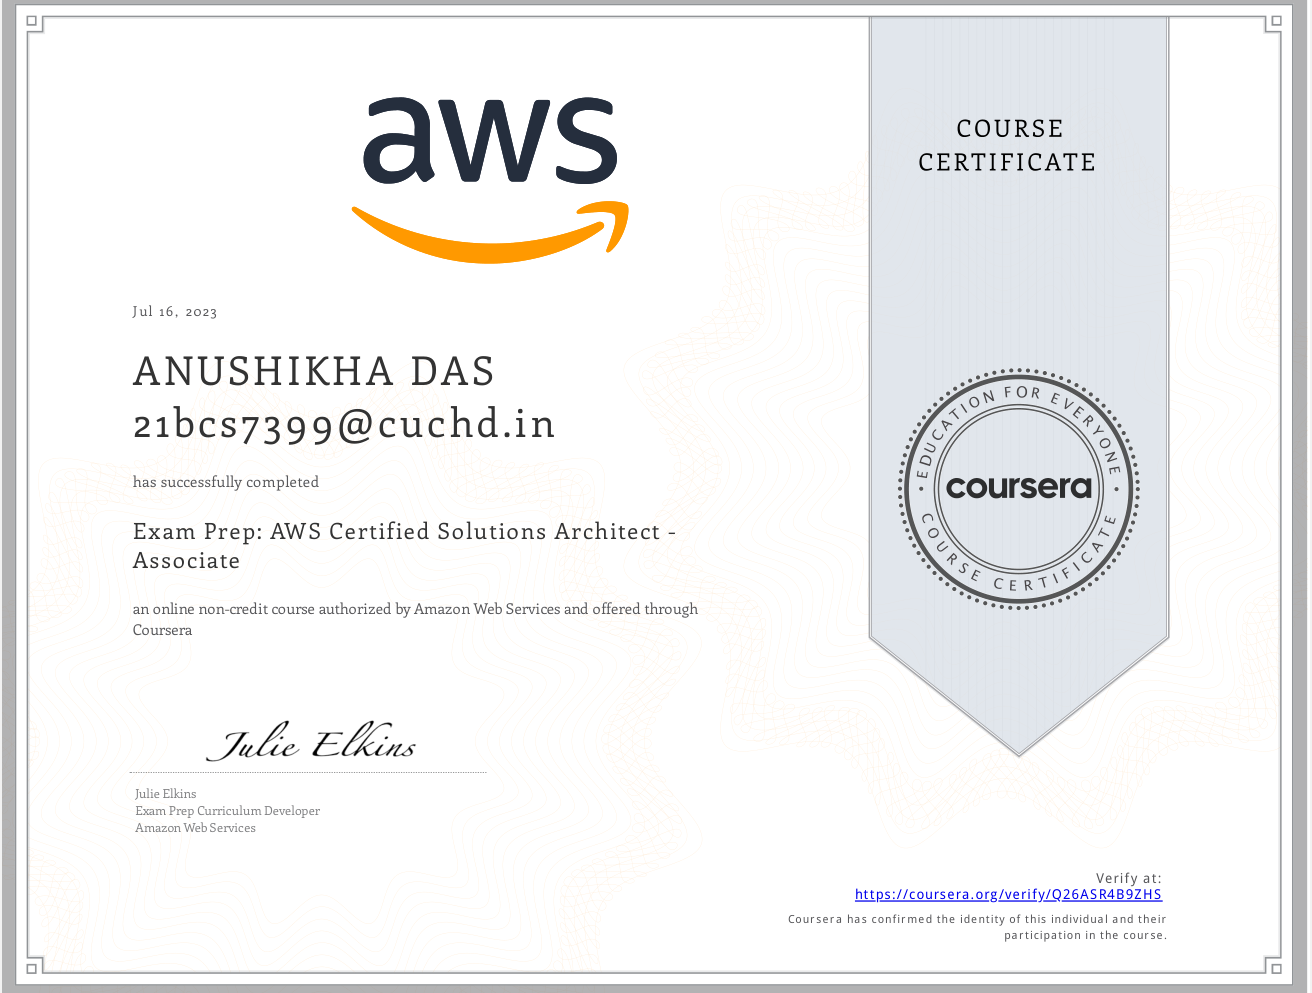 aws
COURSE
CERTIFICATE
Jul 16, 2023
ANUSHIKHA DAS
21bcs7399@cuchd.in
has successfully completed
Exam Prep: AWS Certified Solutions Architect -
Associate
an online non-credit course authorized by Amazon Web Services and offered through
Coursera
EDUCATION FOR EVERYONE
coursera
COURSE CERTIFICATE
Julie Elkins
Julie Elkins
Exam Prep Curriculum Developer
Amazon Web Services
Verify at:
https://coursera.org/verify/Q26ASR4B9ZHS
Coursera has confirmed the identity of this individual and their
participation in the course.